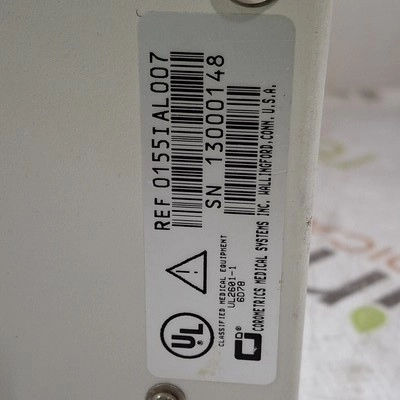 REF 0155IAL007
SN 13000148
UL
®
CLASSIFIED MEDICAL EQUIPMENT
UL2601-1
6D78
®
COROMETRICS MEDICAL SYSTEMS INC. WALLINGFORD, CONN. U.S.A.